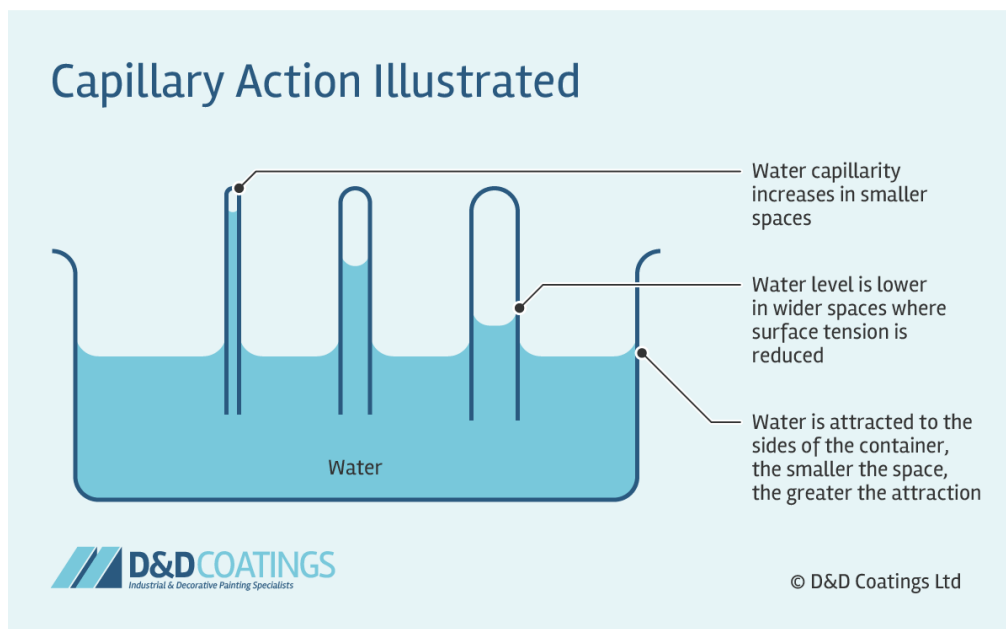 Capillary Action Illustrated
Water capillarity
increases in smaller
spaces
Water level is lower
in wider spaces where
surface tension is
reduced
Water is attracted to the
sides of the container,
the smaller the space,
the greater the attraction
Water
D&DCOATINGS
Industrial & Decorative Painting Specialists
© D&D Coatings Ltd